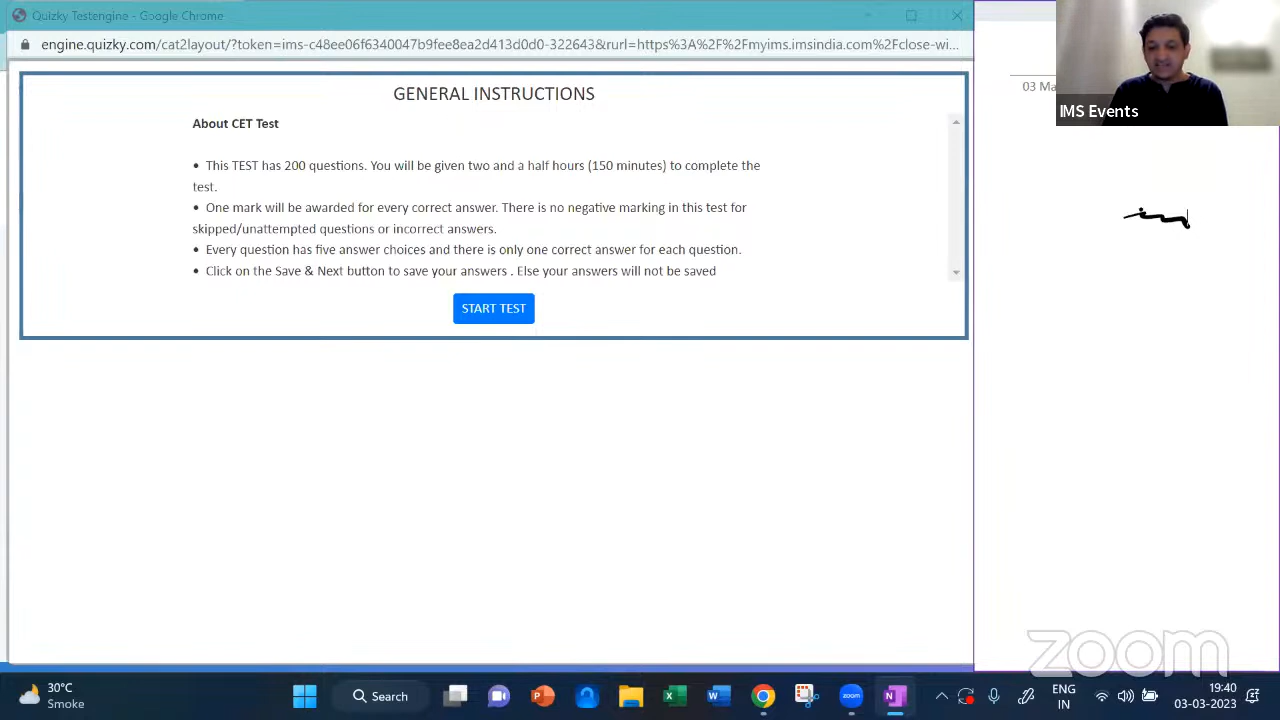 Quizky Testengine - Google Chrome
engine.quizky.com/cat2layout/?token=ims-c48ee06f6340047b9fee8ea2d413d0d0-322643&rurl=https%3A%2F%2Fmyims.imsindia.com%2Fclose-wi...
GENERAL INSTRUCTIONS
About CET Test
• This TEST has 200 questions. You will be given two and a half hours (150 minutes) to complete the
test.
• One mark will be awarded for every correct answer. There is no negative marking in this test for
skipped/unattempted questions or incorrect answers.
• Every question has five answer choices and there is only one correct answer for each question.
• Click on the Save & Next button to save your answers . Else your answers will not be saved
START TEST
03 Ma
IMS Events
zoom
30°C
Smoke
Search
ENG
IN
19:40
03-03-2023